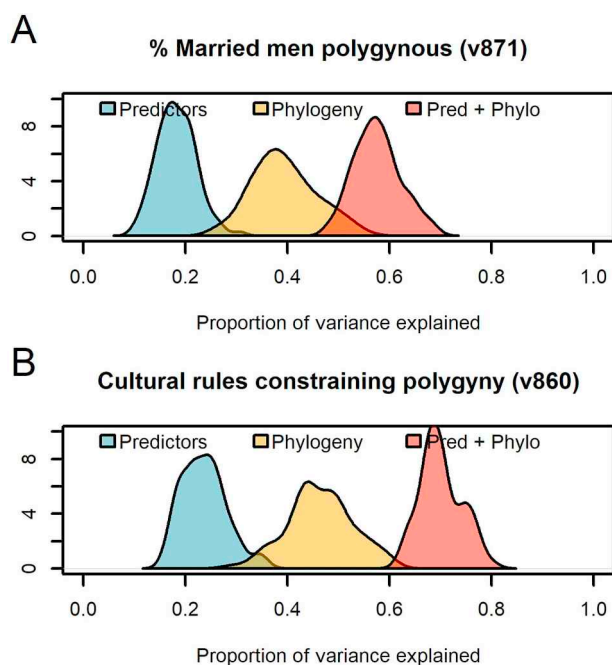 A
% Married men polygynous (v871)
Predictors Phylogeny Pred + Phylo
8
4
0
0.0 0.2 0.4 0.6 0.8 1.0
Proportion of variance explained
B
Cultural rules constraining polygyny (v860)
Predictors Phylogeny Pred + Phylo
8
4
0
0.0 0.2 0.4 0.6 0.8 1.0
Proportion of variance explained